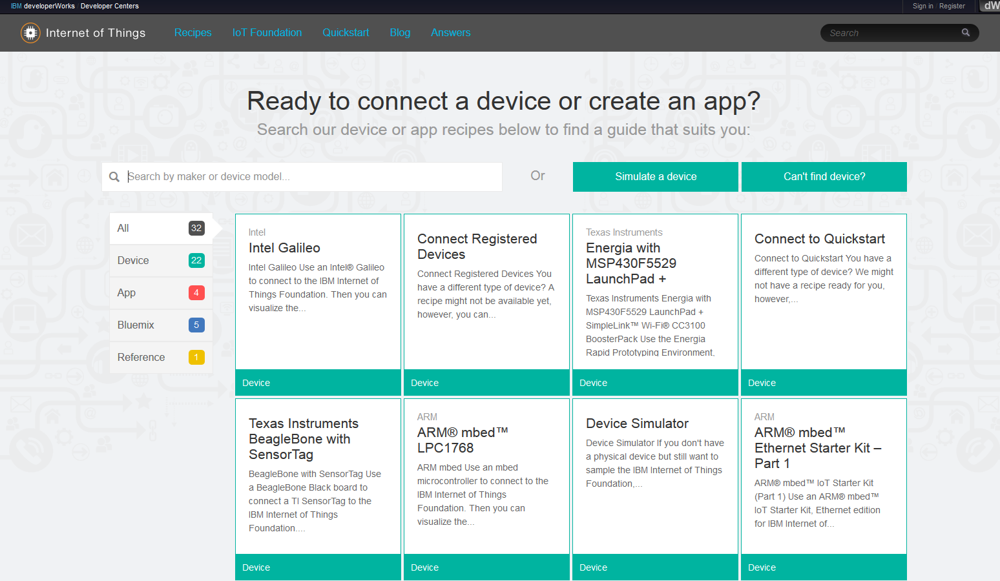 IBM developerWorks / Developer Centers
Sign in / Register
dW
Internet of Things
Recipes
IoT Foundation
Quickstart
Blog
Answers
Search
Ready to connect a device or create an app?
Search our device or app recipes below to find a guide that suits you:
Search by maker or device model...
Or
Simulate a device
Can't find device?
All 32
Device 22
App 4
Bluemix 5
Reference 1
Intel
Intel Galileo
Intel Galileo Use an Intel® Galileo
to connect to the IBM Internet of
Things Foundation. Then you can
visualize the...
Device
Connect Registered
Devices
Connect Registered Devices You
have a different type of device? A
recipe might not be available yet,
however, you can...
Device
Texas Instruments
Energia with
MSP430F5529
LaunchPad +
Texas Instruments Energia with
MSP430F5529 LaunchPad +
SimpleLink™ Wi-Fi® CC3100
BoosterPack Use the Energia
Rapid Prototyping Environment,
Device
Connect to Quickstart
Connect to Quickstart You have a
different type of device? We might
not have a recipe ready for you,
however,...
Device
Texas Instruments
BeagleBone with
SensorTag
BeagleBone with SensorTag Use
a BeagleBone Black board to
connect a TI SensorTag to the
IBM Internet of Things
Foundation....
Device
ARM
ARM® mbed™
LPC1768
ARM mbed Use an mbed
microcontroller to connect to the
IBM Internet of Things
Foundation. Then you can
visualize the...
Device
Device Simulator
Device Simulator If you don't have
a physical device but still want to
sample the IBM Internet of Things
Foundation,...
Device
ARM
ARM® mbed™
Ethernet Starter Kit –
Part 1
ARM® mbed™ IoT Starter Kit
(Part 1) Use an ARM® mbed™
IoT Starter Kit, Ethernet edition
for IBM Internet of...
Device